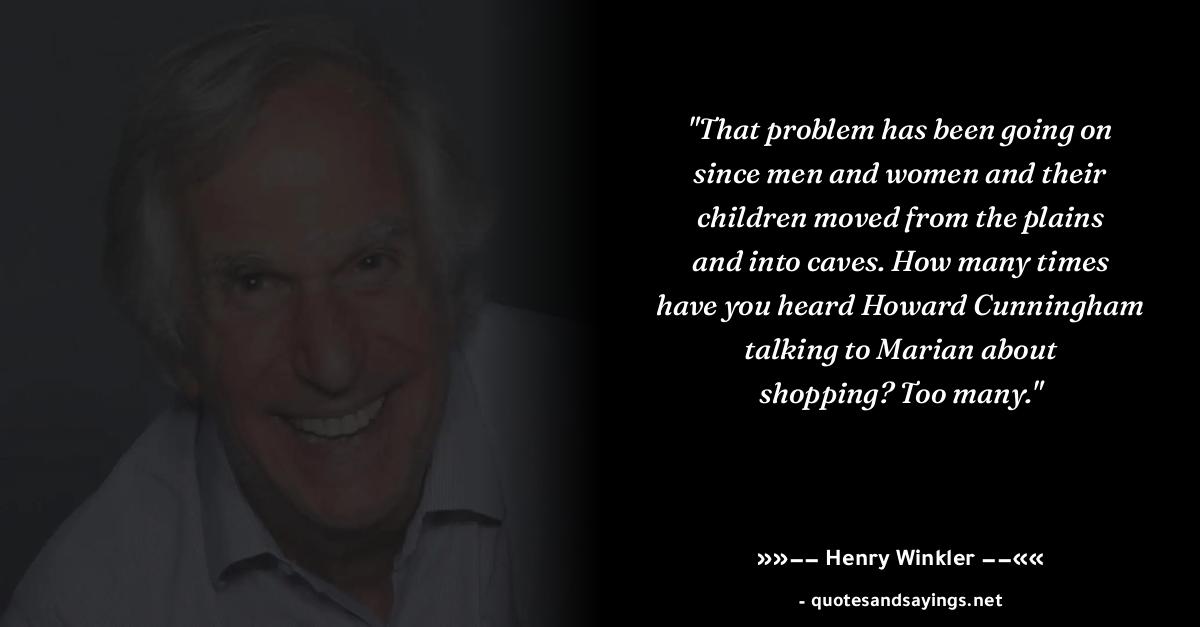 "That problem has been going on
since men and women and their
children moved from the plains
and into caves. How many times
have you heard Howard Cunningham
talking to Marian about
shopping? Too many."
»»−− Henry Winkler −−««
- quotesandsayings.net